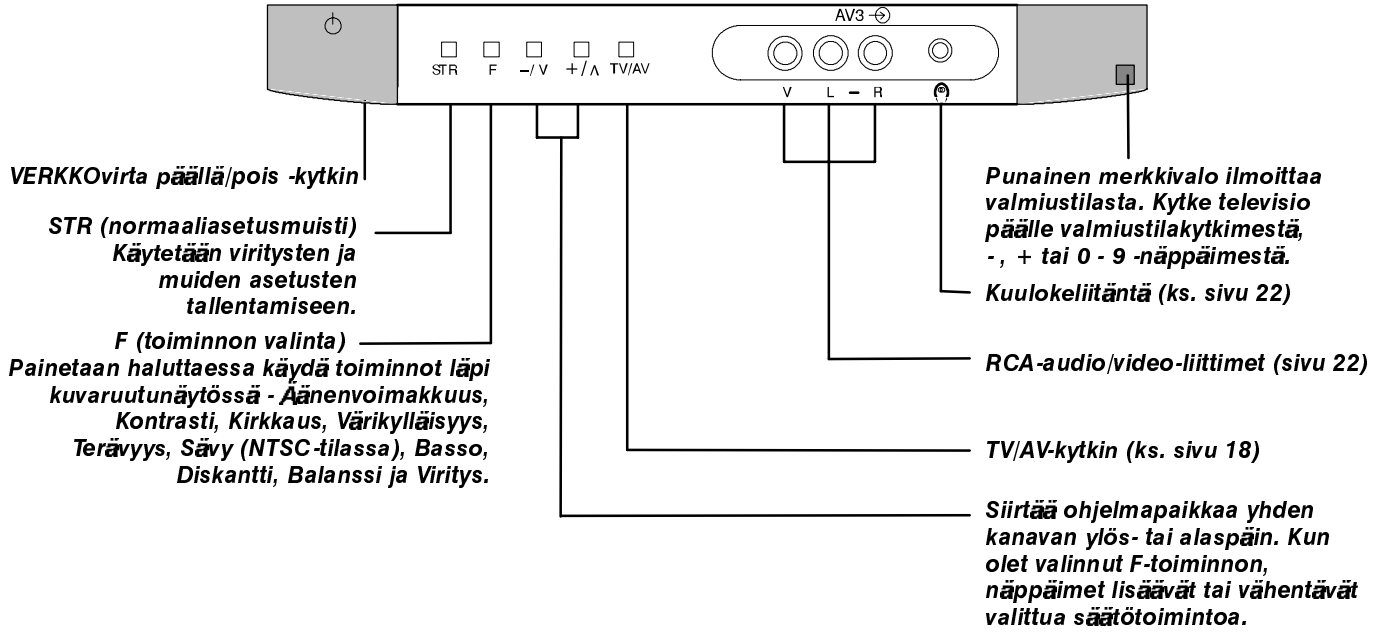 AV3
STR F –/∨ +/∧ TV/AV
V L – R
VERKKOvirta päällä/pois -kytkin
STR (normaaliasetusmuisti)
Käytetään viritysten ja
muiden asetusten
tallentamiseen.
F (toiminnon valinta)
Painetaan haluttaessa käydä toiminnot läpi
kuvaruutunäytössä - Äänenvoimakkuus,
Kontrasti, Kirkkaus, Värikylläisyys,
Terävyys, Sävy (NTSC-tilassa), Basso,
Diskantti, Balanssi ja Viritys.
Punainen merkkivalo ilmoittaa
valmiustilasta. Kytke televisio
päälle valmiustilakytkimestä,
- , + tai 0 - 9 -näppäimestä.
Kuulokeliitäntä (ks. sivu 22)
RCA-audio/video-liittimet (sivu 22)
TV/AV-kytkin (ks. sivu 18)
Siirtää ohjelmapaikkaa yhden
kanavan ylös- tai alaspäin. Kun
olet valinnut F-toiminnon,
näppäimet lisäävät tai vähentävät
valittua säätötoimintoa.